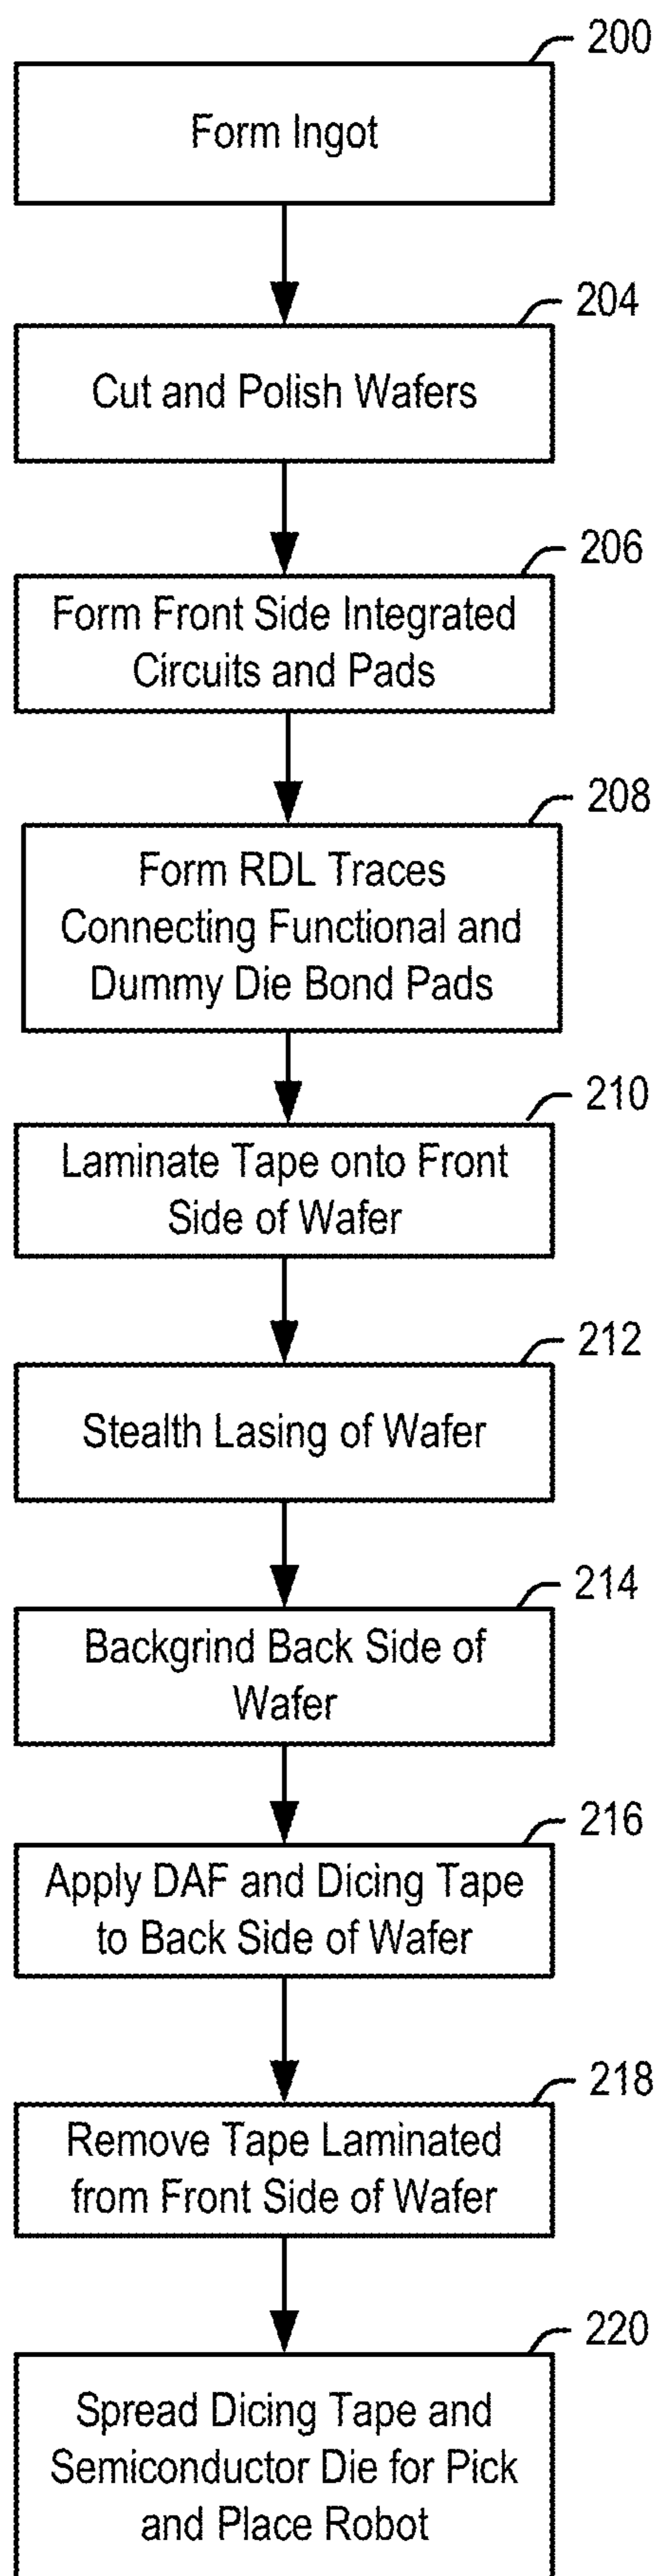 200
Form Ingot
204
Cut and Polish Wafers
206
Form Front Side Integrated
Circuits and Pads
208
Form RDL Traces
Connecting Functional and
Dummy Die Bond Pads
210
Laminate Tape onto Front
Side of Wafer
212
Stealth Lasing of Wafer
214
Backgrind Back Side of
Wafer
216
Apply DAF and Dicing Tape
to Back Side of Wafer
218
Remove Tape Laminated
from Front Side of Wafer
220
Spread Dicing Tape and
Semiconductor Die for Pick
and Place Robot